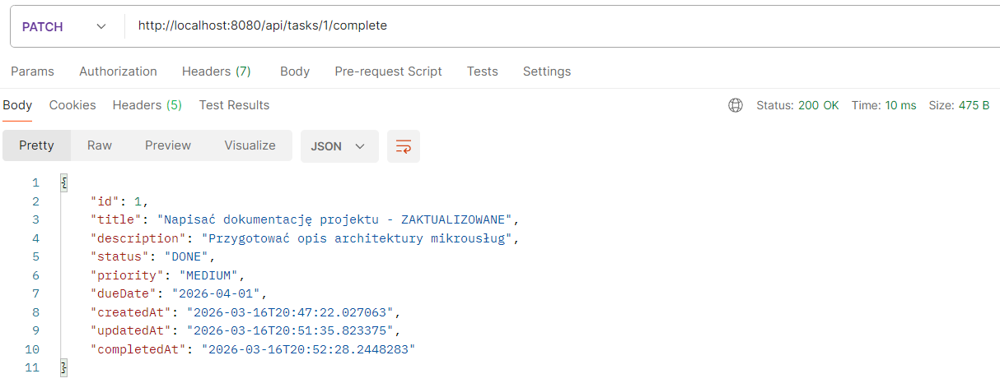 PATCH http://localhost:8080/api/tasks/1/complete
Params Authorization Headers (7) Body Pre-request Script Tests Settings
Body Cookies Headers (5) Test Results Status: 200 OK Time: 10 ms Size: 475 B
Pretty Raw Preview Visualize JSON
1 {
2 "id": 1,
3 "title": "Napisać dokumentację projektu - ZAKTUALIZOWANE",
4 "description": "Przygotować opis architektury mikrousług",
5 "status": "DONE",
6 "priority": "MEDIUM",
7 "dueDate": "2026-04-01",
8 "createdAt": "2026-03-16T20:47:22.027063",
9 "updatedAt": "2026-03-16T20:51:35.823375",
10 "completedAt": "2026-03-16T20:52:28.2448283"
11 }